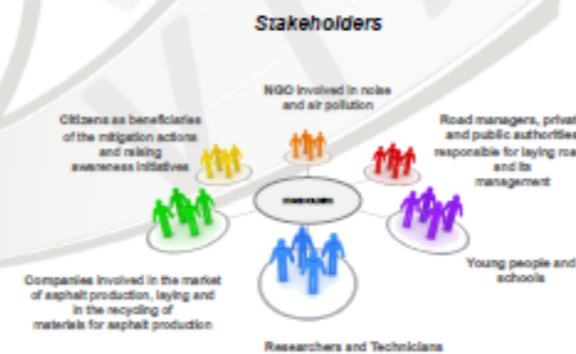 Stakeholders
NGO involved in noise
and air pollution
Citizens as beneficiaries
of the mitigation actions
and raising
awareness initiatives
Road managers, privat
and public authorities
responsible for laying roa
and its
management
Young people and
schools
Companies involved in the market
of asphalt production, laying and
in the recycling of
materials for asphalt production
Researchers and Technicians